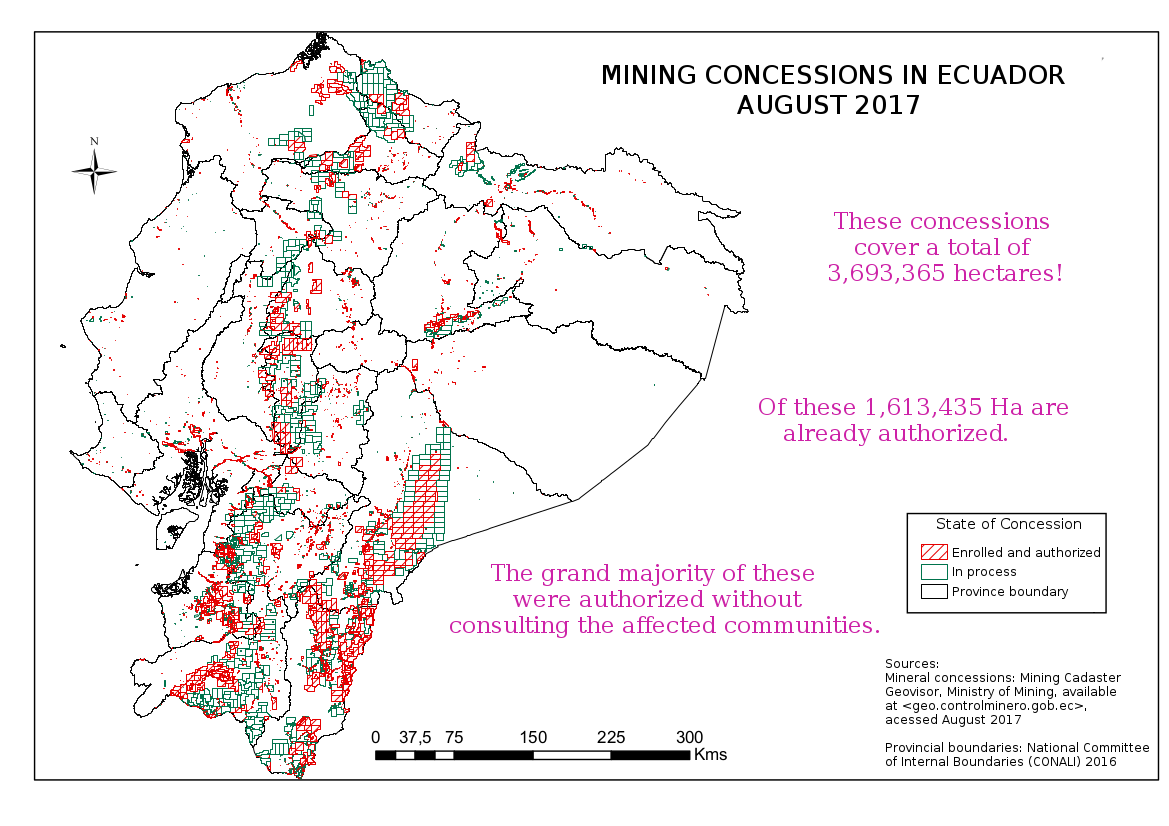 MINING CONCESSIONS IN ECUADOR
AUGUST 2017
N
These concessions
cover a total of
3,693,365 hectares!
Of these 1,613,435 Ha are
already authorized.
State of Concession
Enrolled and authorized
In process
Province boundary
The grand majority of these
were authorized without
consulting the affected communities.
Sources:
Mineral concessions: Mining Cadaster
Geovisor, Ministry of Mining, available
at <geo.controlminero.gob.ec>,
acessed August 2017
Provincial boundaries: National Committee
of Internal Boundaries (CONALI) 2016
0 37,5 75 150 225 300
Kms